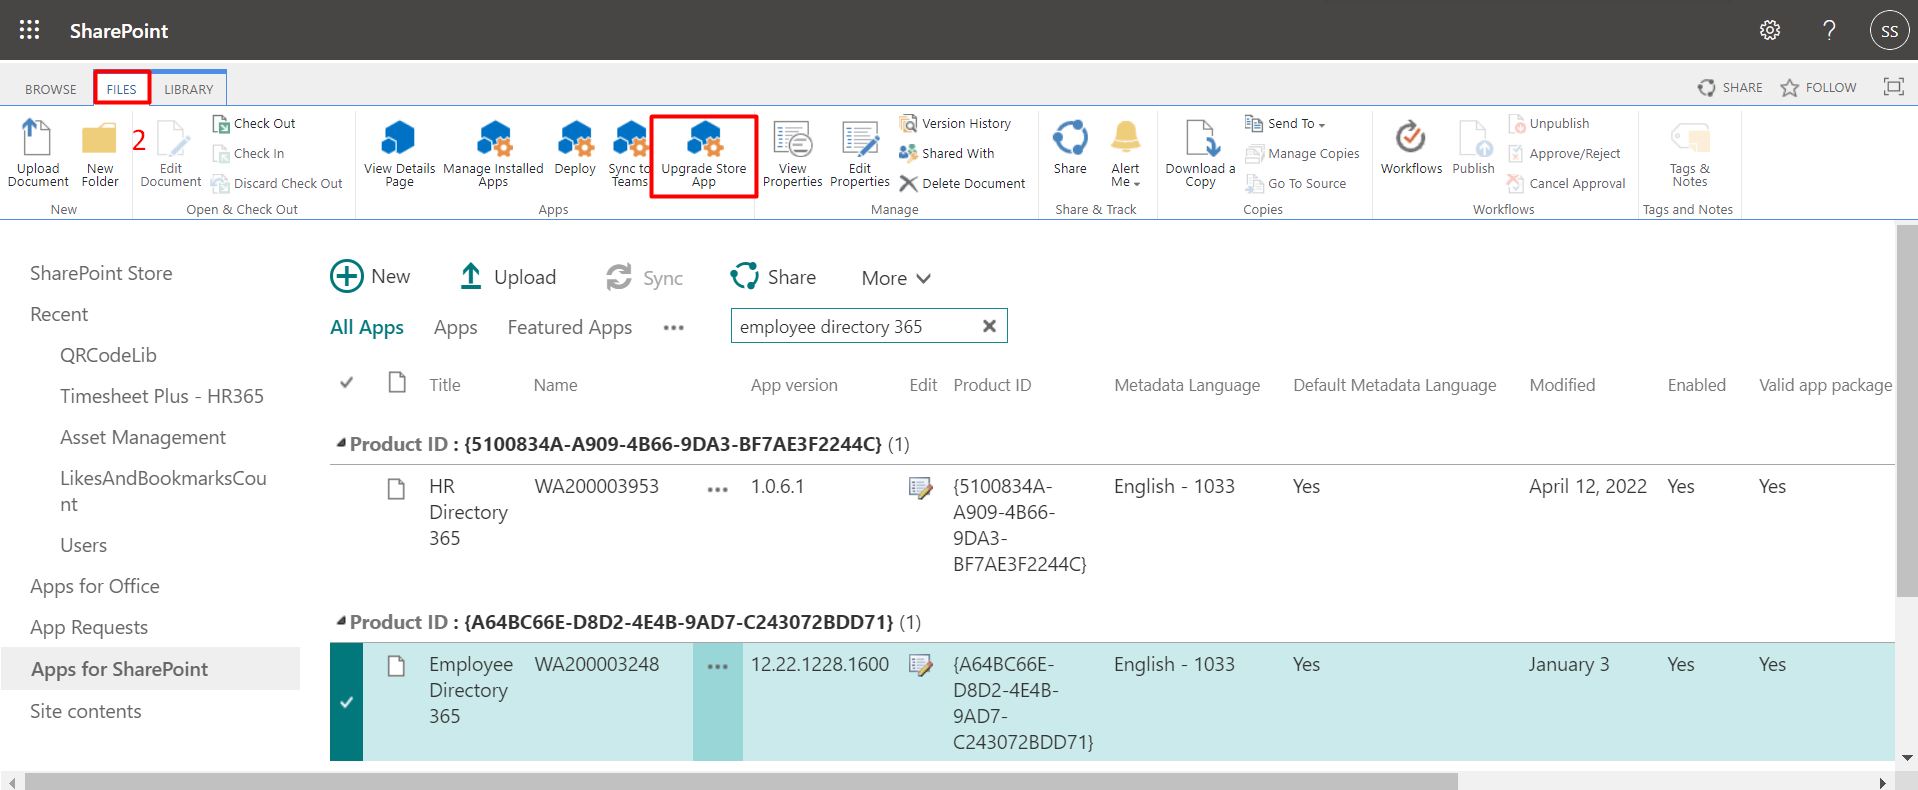 SharePoint
?
SS
BROWSE
FILES
LIBRARY
SHARE
FOLLOW
2
Upload
Document
New
Folder
New
Edit
Document
Check Out
Check In
Discard Check Out
Open & Check Out
View Details
Page
Manage Installed
Apps
Deploy
Sync to
Teams
Upgrade Store
App
Apps
View
Properties
Edit
Properties
Version History
Shared With
Delete Document
Manage
Share
Alert
Me
Share & Track
Download a
Copy
Send To
Manage Copies
Go To Source
Copies
Workflows
Publish
Unpublish
Approve/Reject
Cancel Approval
Workflows
Tags &
Notes
Tags and Notes
SharePoint Store
Recent
QRCodeLib
Timesheet Plus - HR365
Asset Management
LikesAndBookmarksCou
nt
Users
Apps for Office
App Requests
Apps for SharePoint
Site contents
New
Upload
Sync
Share
More
All Apps
Apps
Featured Apps
•••
employee directory 365
Title
Name
App version
Edit
Product ID
Metadata Language
Default Metadata Language
Modified
Enabled
Valid app package
Product ID : {5100834A-A909-4B66-9DA3-BF7AE3F2244C} (1)
HR
Directory
365
WA200003953
•••
1.0.6.1
{5100834A-
A909-4B66-
9DA3-
BF7AE3F2244C}
English - 1033
Yes
April 12, 2022
Yes
Yes
Product ID : {A64BC66E-D8D2-4E4B-9AD7-C243072BDD71} (1)
Employee
Directory
365
WA200003248
•••
12.22.1228.1600
{A64BC66E-
D8D2-4E4B-
9AD7-
C243072BDD71}
English - 1033
Yes
January 3
Yes
Yes